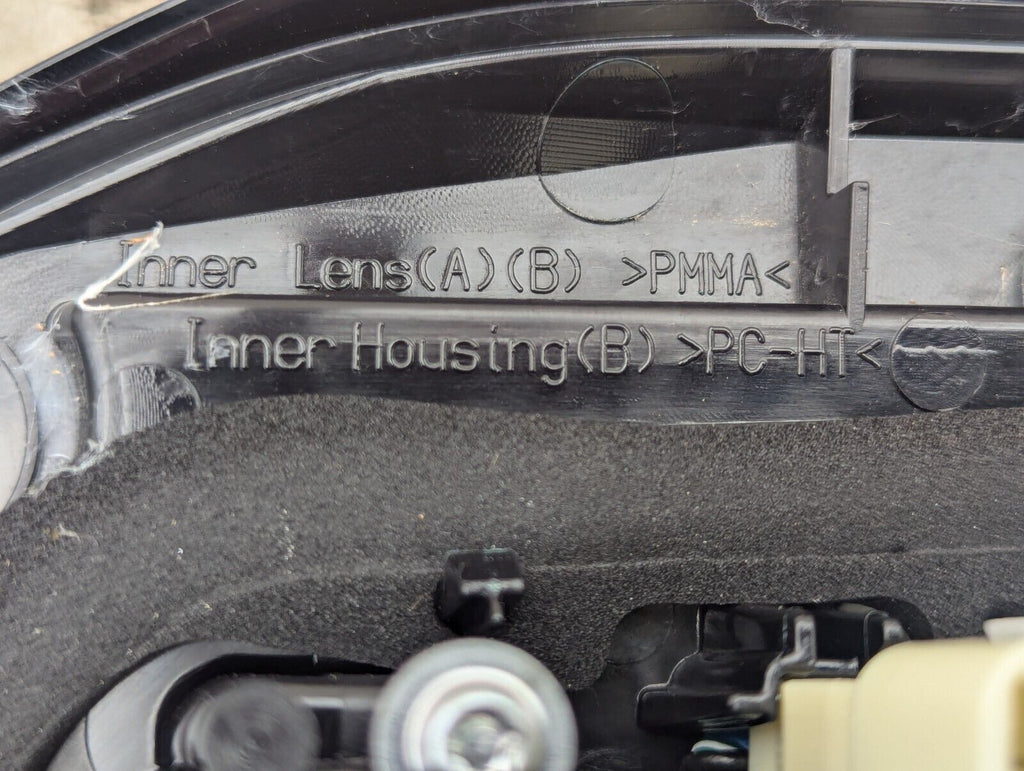 Inner Lens(A)(B) >PMMA<
Inner Housing(B) >PC-HT<